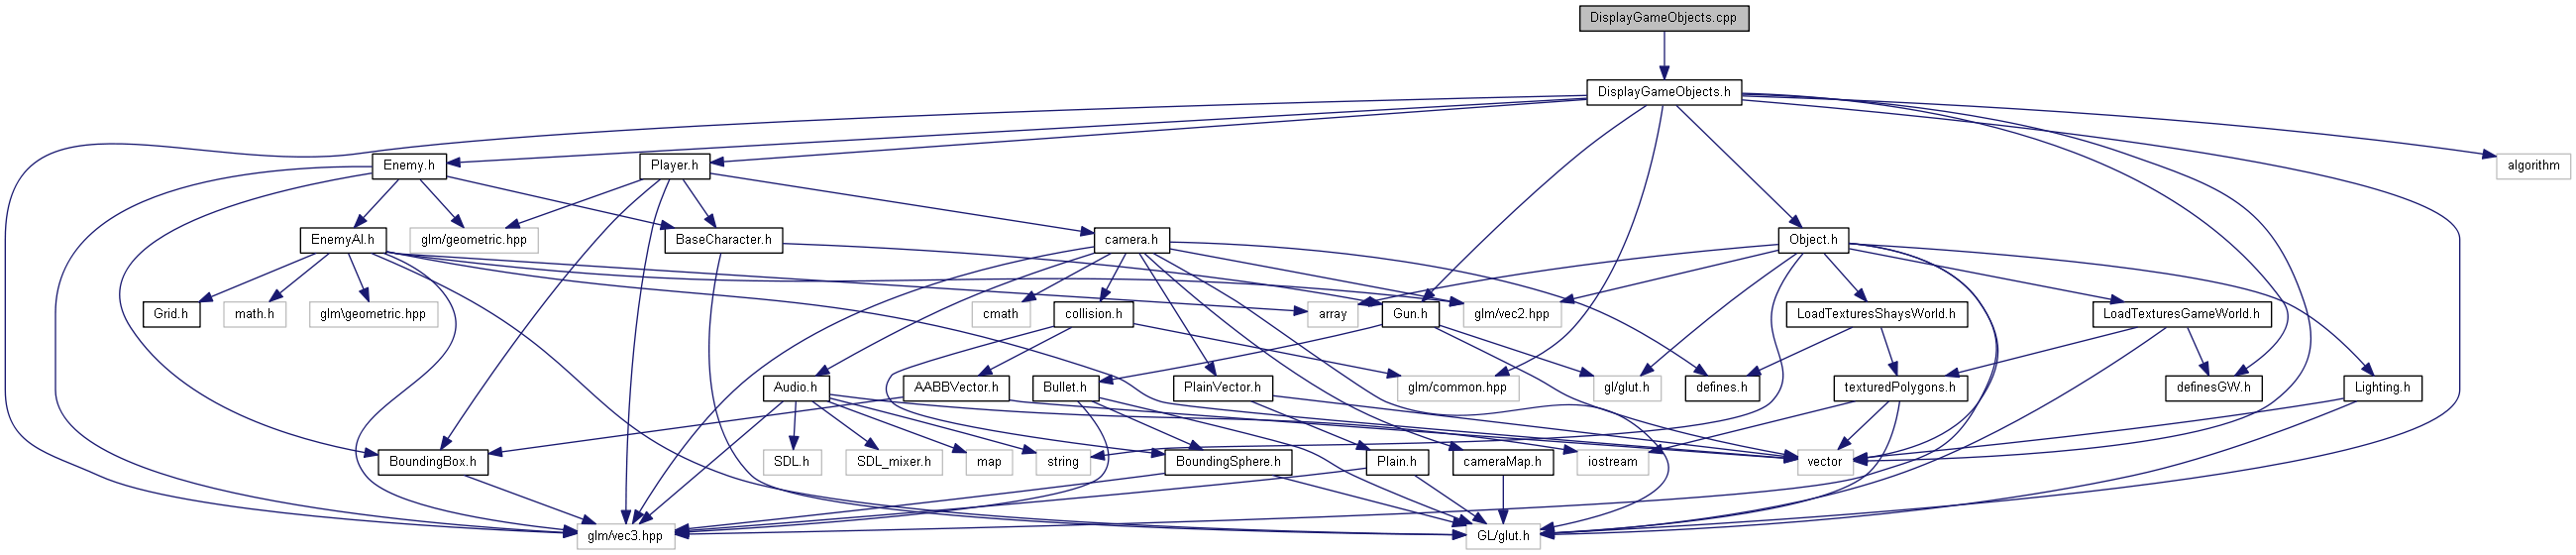 DisplayGameObjects.cpp
DisplayGameObjects.h
Enemy.h
Player.h
algorithm
EnemyAI.h
glm/geometric.hpp
BaseCharacter.h
camera.h
Object.h
Grid.h
math.h
glm\geometric.hpp
cmath
collision.h
array
Gun.h
glm/vec2.hpp
LoadTexturesShaysWorld.h
LoadTexturesGameWorld.h
Audio.h
AABBVector.h
Bullet.h
PlainVector.h
glm/common.hpp
gl/glut.h
defines.h
texturedPolygons.h
definesGW.h
Lighting.h
BoundingBox.h
SDL.h
SDL_mixer.h
map
string
BoundingSphere.h
Plain.h
cameraMap.h
iostream
vector
glm/vec3.hpp
GL/glut.h